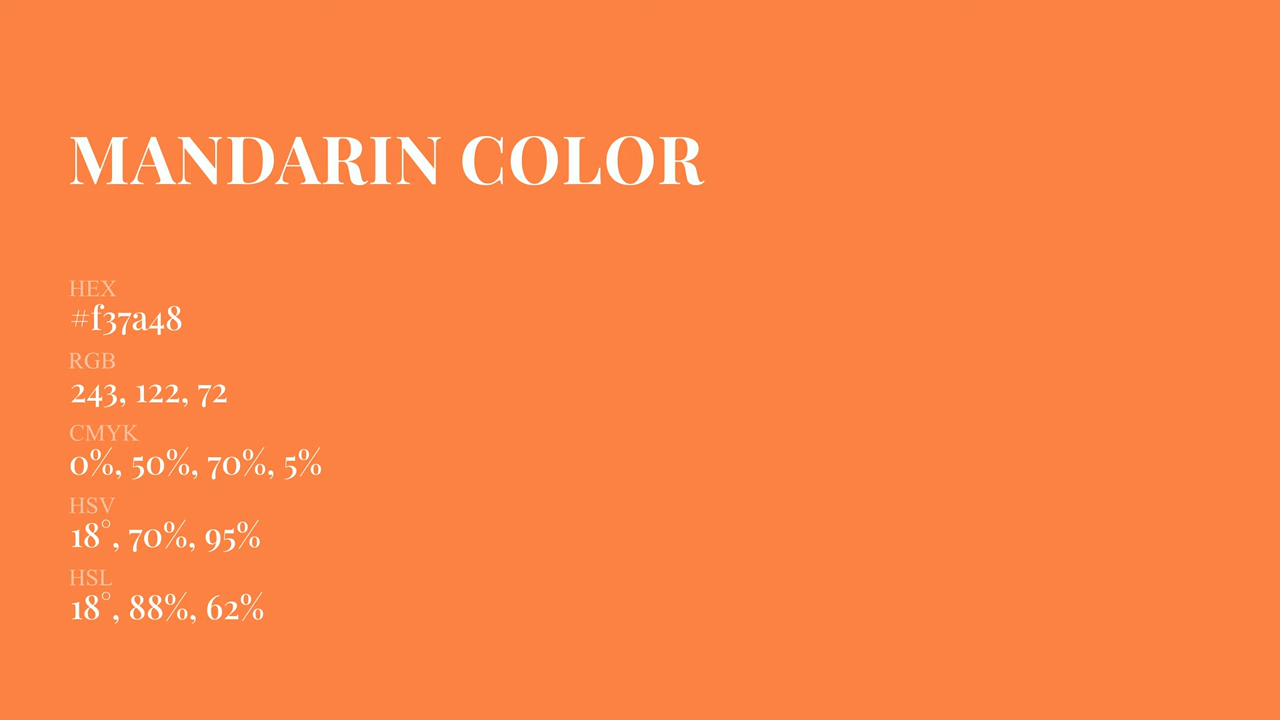 MANDARIN COLOR
HEX
#f37a48
RGB
243, 122, 72
CMYK
0%, 50%, 70%, 5%
HSV
18°, 70%, 95%
HSL
18°, 88%, 62%